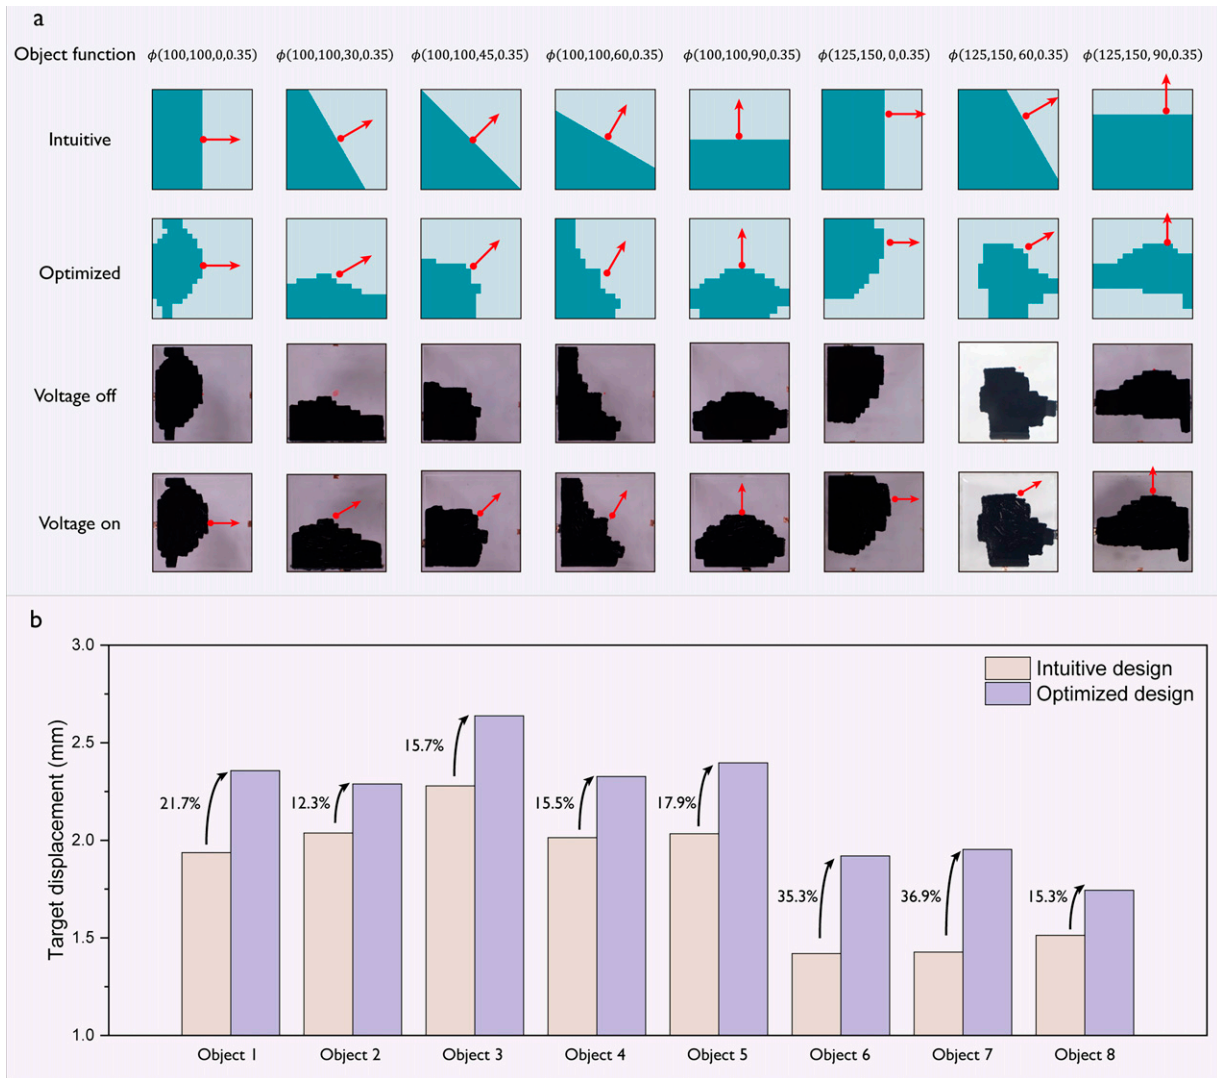 a
Object function ϕ(100,100,0,0.35) ϕ(100,100,30,0.35) ϕ(100,100,45,0.35) ϕ(100,100,60,0.35) ϕ(100,100,90,0.35) ϕ(125,150, 0,0.35) ϕ(125,150, 60,0.35) ϕ(125,150, 90,0.35)
Intuitive
Optimized
Voltage off
Voltage on
b
Target displacement (mm)
3.0
2.5
2.0
1.5
1.0
Intuitive design
Optimized design
21.7% 12.3% 15.7% 15.5% 17.9% 35.3% 36.9% 15.3%
Object 1 Object 2 Object 3 Object 4 Object 5 Object 6 Object 7 Object 8